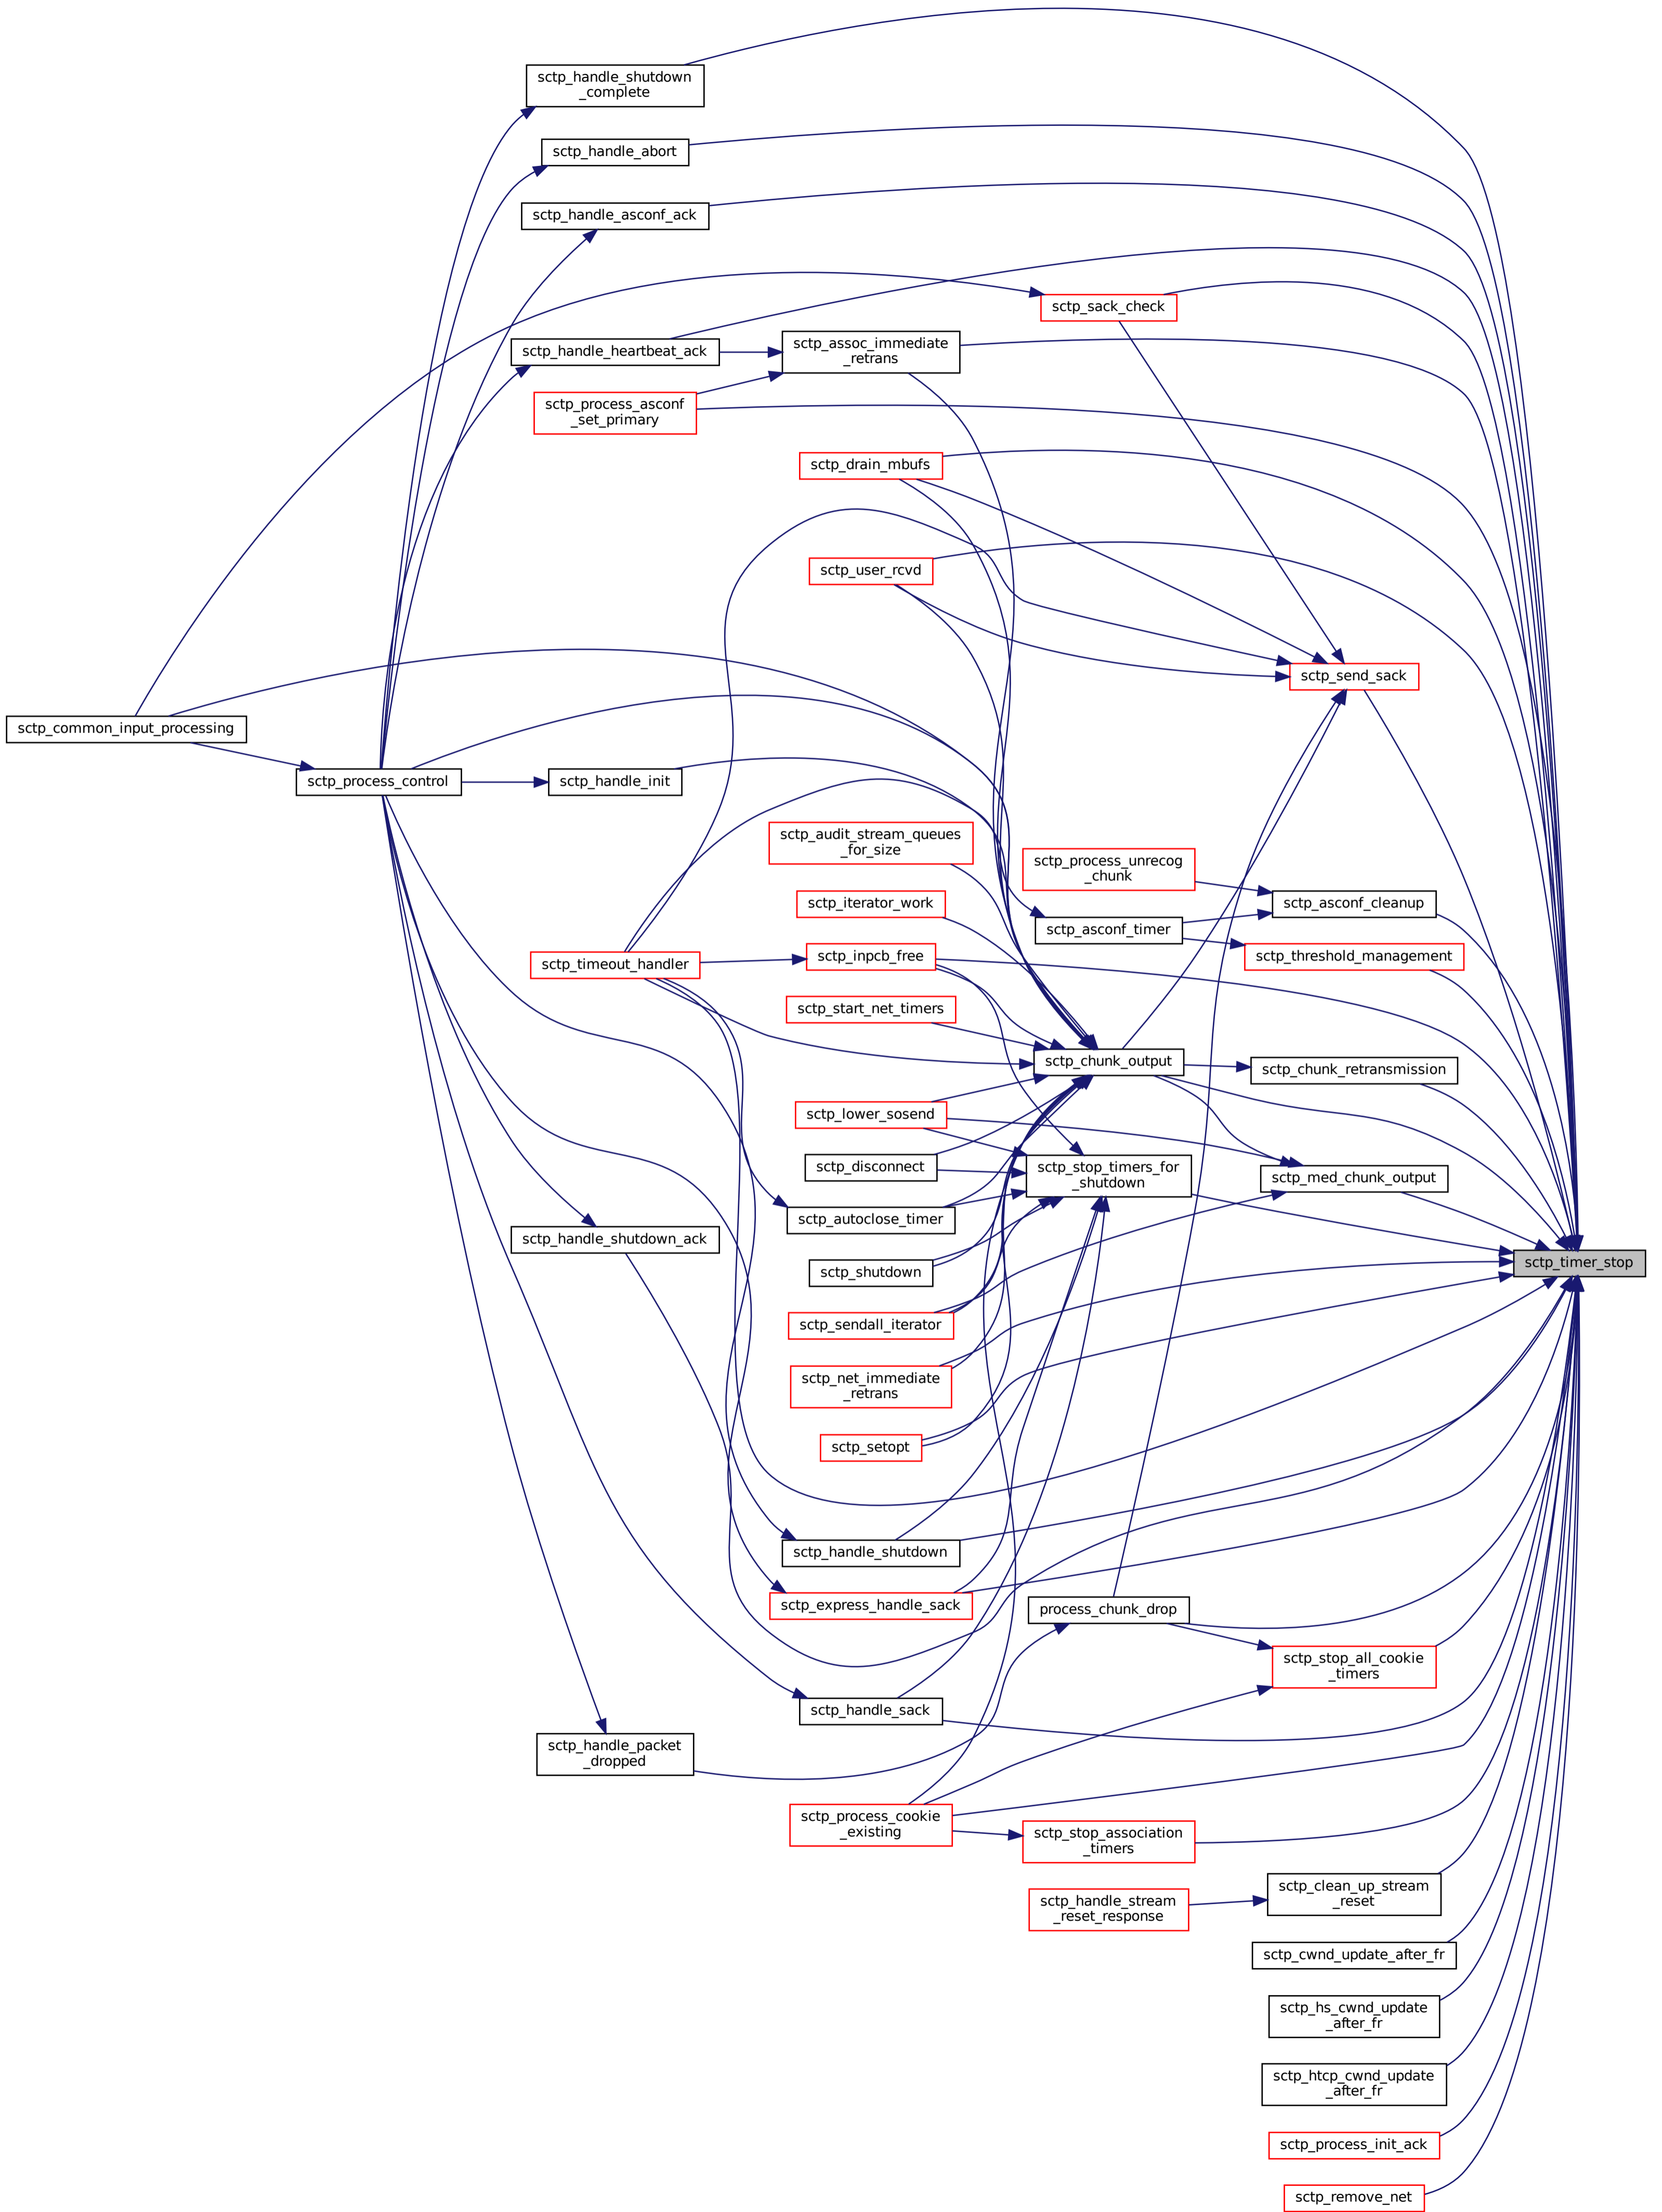 sctp_handle_shutdown
_complete
sctp_handle_abort
sctp_handle_asconf_ack
sctp_sack_check
sctp_assoc_immediate
_retrans
sctp_handle_heartbeat_ack
sctp_process_asconf
_set_primary
sctp_drain_mbufs
sctp_user_rcvd
sctp_send_sack
sctp_common_input_processing
sctp_process_control
sctp_handle_init
sctp_audit_stream_queues
_for_size
sctp_process_unrecog
_chunk
sctp_iterator_work
sctp_asconf_cleanup
sctp_asconf_timer
sctp_timeout_handler
sctp_inpcb_free
sctp_threshold_management
sctp_start_net_timers
sctp_chunk_output
sctp_chunk_retransmission
sctp_lower_sosend
sctp_disconnect
sctp_stop_timers_for
_shutdown
sctp_med_chunk_output
sctp_autoclose_timer
sctp_handle_shutdown_ack
sctp_shutdown
sctp_timer_stop
sctp_sendall_iterator
sctp_net_immediate
_retrans
sctp_setopt
sctp_handle_shutdown
sctp_express_handle_sack
process_chunk_drop
sctp_stop_all_cookie
_timers
sctp_handle_sack
sctp_handle_packet
_dropped
sctp_process_cookie
_existing
sctp_stop_association
_timers
sctp_clean_up_stream
_reset
sctp_handle_stream
_reset_response
sctp_cwnd_update_after_fr
sctp_hs_cwnd_update
_after_fr
sctp_htcp_cwnd_update
_after_fr
sctp_process_init_ack
sctp_remove_net